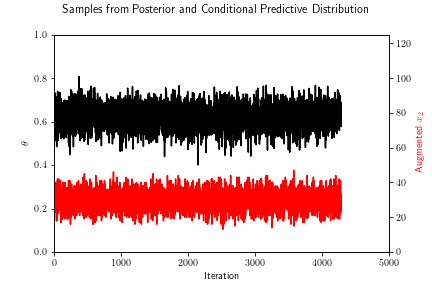 Samples from Posterior and Conditional Predictive Distribution
1.0
0.8
0.6
0.4
0.2
0.0
θ
120
100
80
60
40
20
0
Augmented x₂
0 1000 2000 3000 4000 5000
Iteration